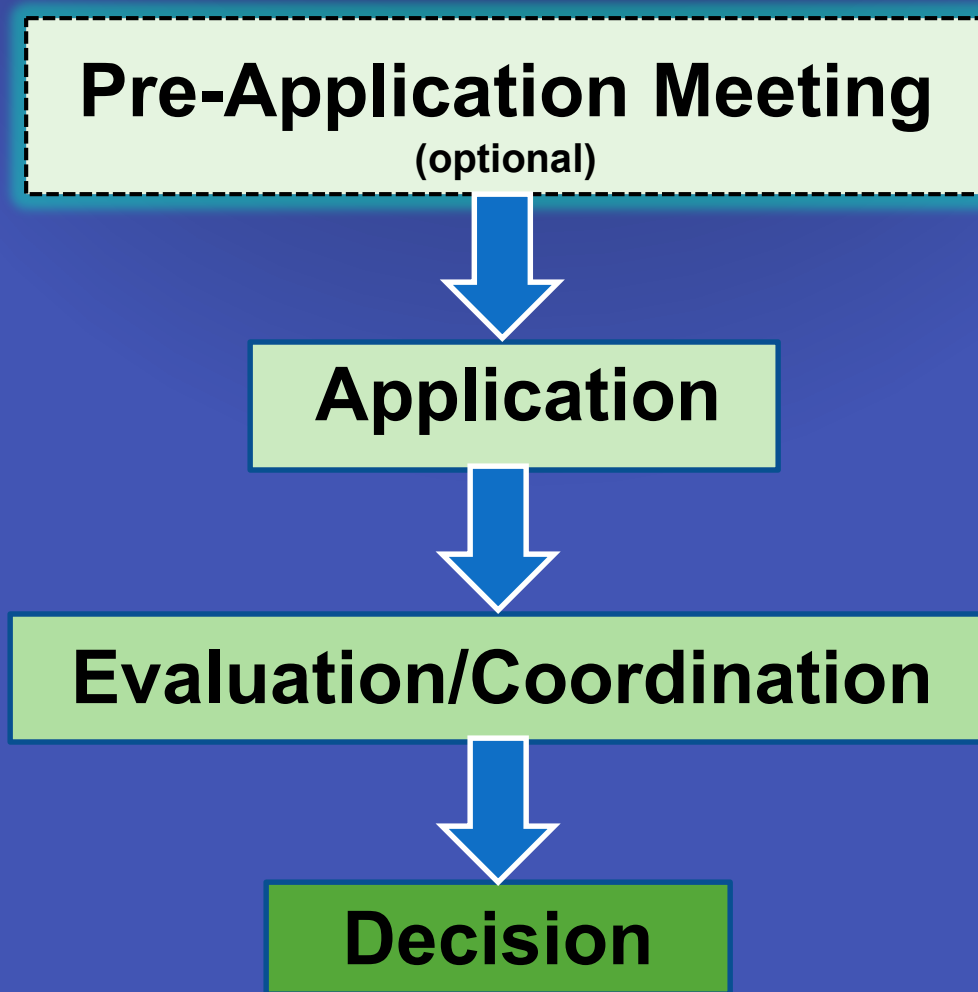 Pre-Application Meeting
(optional)
Application
Evaluation/Coordination
Decision